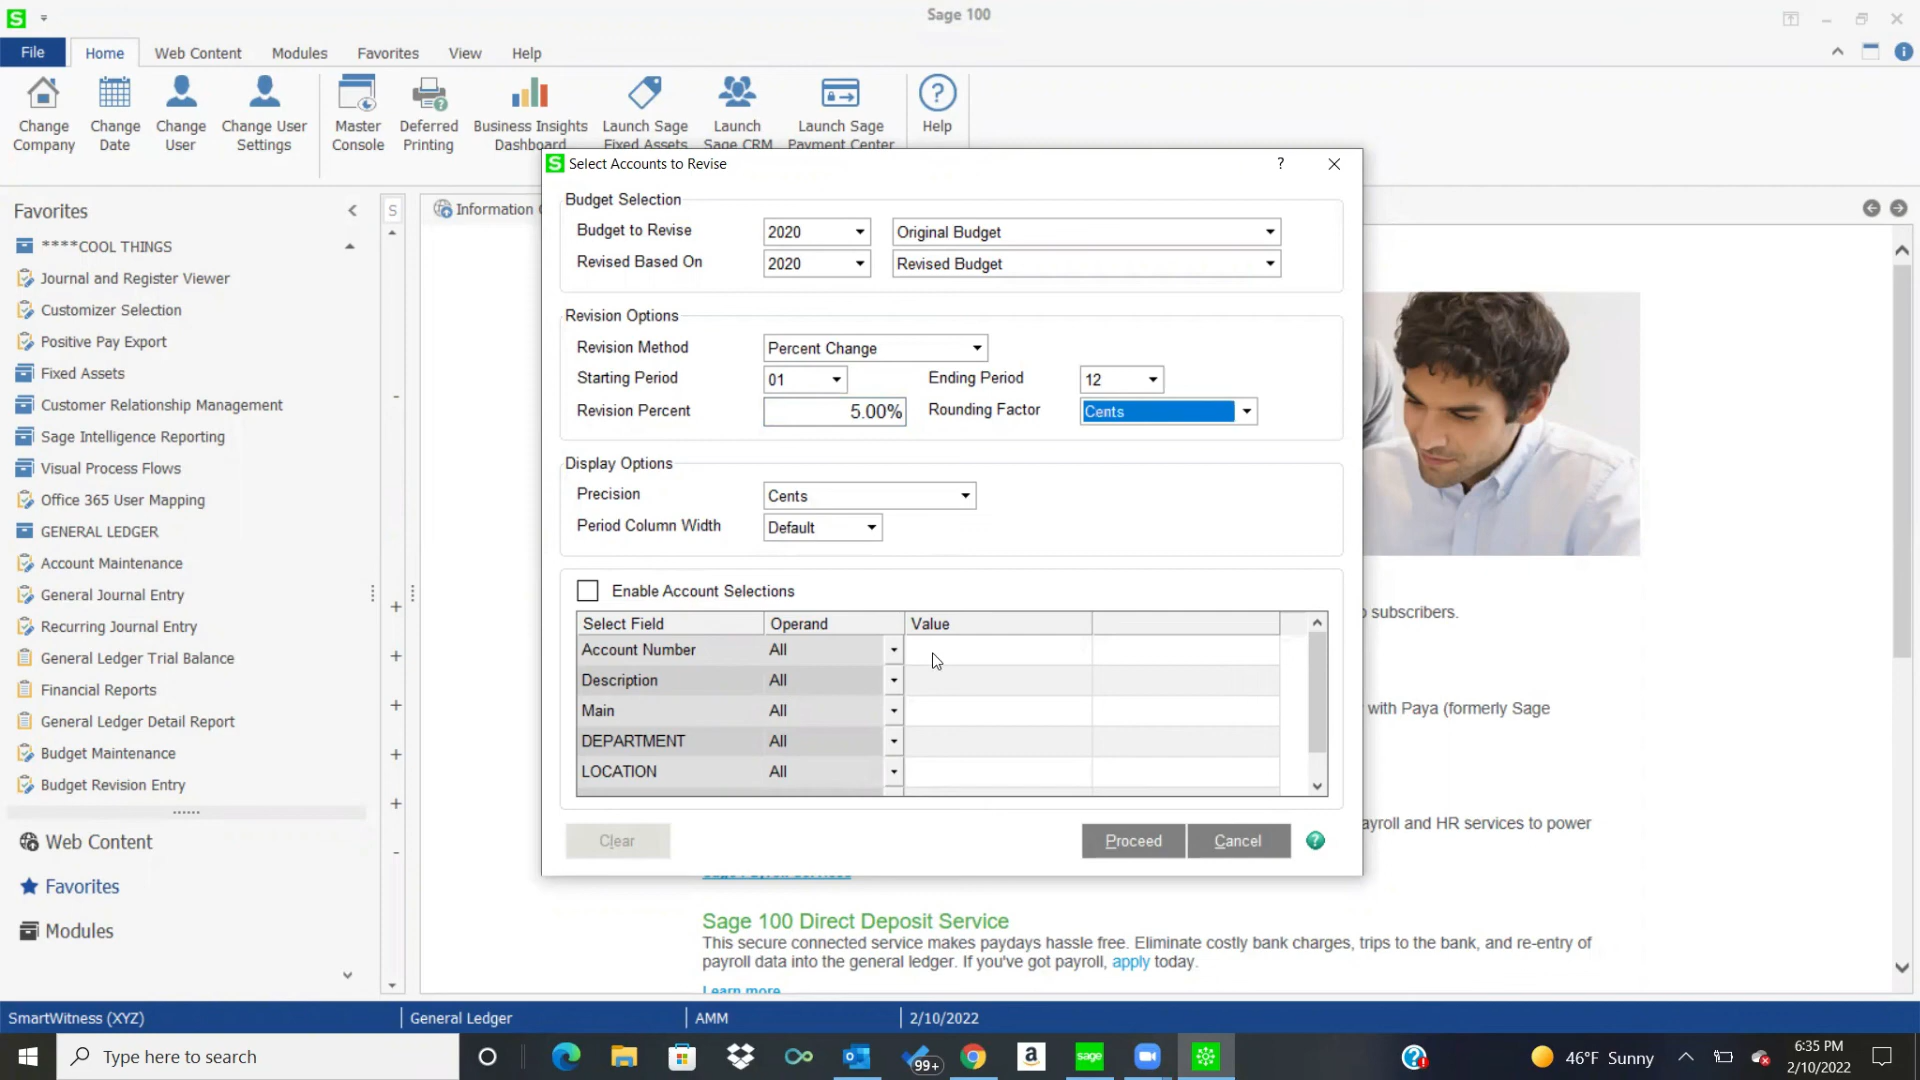 S
Sage 100
File
Home
Web Content
Modules
Favorites
View
Help
Change Company
Change Date
Change User
Change User Settings
Master Console
Deferred Printing
Business Insights Dashboard
Launch Sage Fixed Assets
Launch Sage CRM
Launch Sage Payment Center
Help
Favorites
****COOL THINGS
Journal and Register Viewer
Customizer Selection
Positive Pay Export
Fixed Assets
Customer Relationship Management
Sage Intelligence Reporting
Visual Process Flows
Office 365 User Mapping
GENERAL LEDGER
Account Maintenance
General Journal Entry
Recurring Journal Entry
General Ledger Trial Balance
Financial Reports
General Ledger Detail Report
Budget Maintenance
Budget Revision Entry
Web Content
Favorites
Modules
S
Information
S Select Accounts to Revise ?
Budget Selection
Budget to Revise 2020 Original Budget
Revised Based On 2020 Revised Budget
Revision Options
Revision Method Percent Change
Starting Period 01 Ending Period 12
Revision Percent 5.00% Rounding Factor Cents
Display Options
Precision Cents
Period Column Width Default
Enable Account Selections
Select Field Operand Value
Account Number All
Description All
Main All
DEPARTMENT All
LOCATION All
Clear Proceed Cancel ?
subscribers.
with Paya (formerly Sage
ayroll and HR services to power
Sage 100 Direct Deposit Service
This secure connected service makes paydays hassle free. Eliminate costly bank charges, trips to the bank, and re-entry of
payroll data into the general ledger. If you've got payroll, apply today.
Learn more
SmartWitness (XYZ) General Ledger AMM 2/10/2022
Type here to search
99+
a
sage
46°F Sunny
6:35 PM
2/10/2022